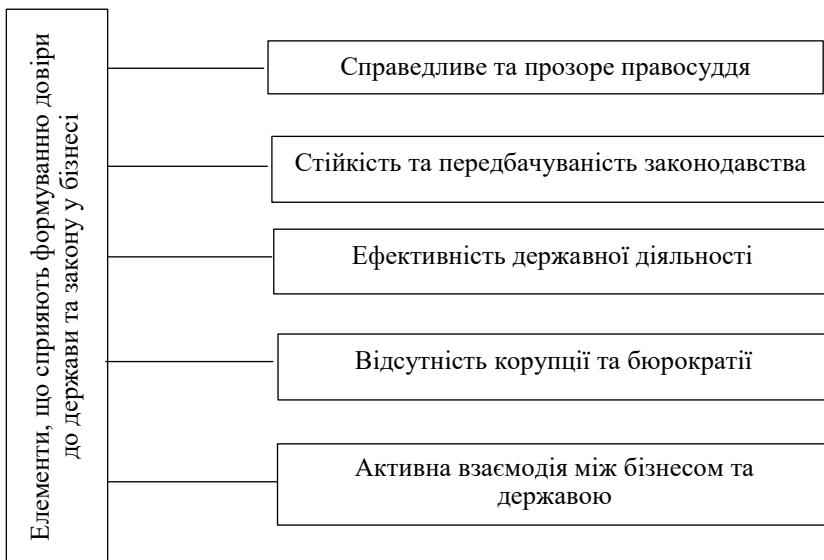 Елементи, що сприяють формуванню довіри
до держави та закону у бізнесі
Справедливе та прозоре правосуддя
Стійкість та передбачуваність законодавства
Ефективність державної діяльності
Відсутність корупції та бюрократії
Активна взаємодія між бізнесом та
державою